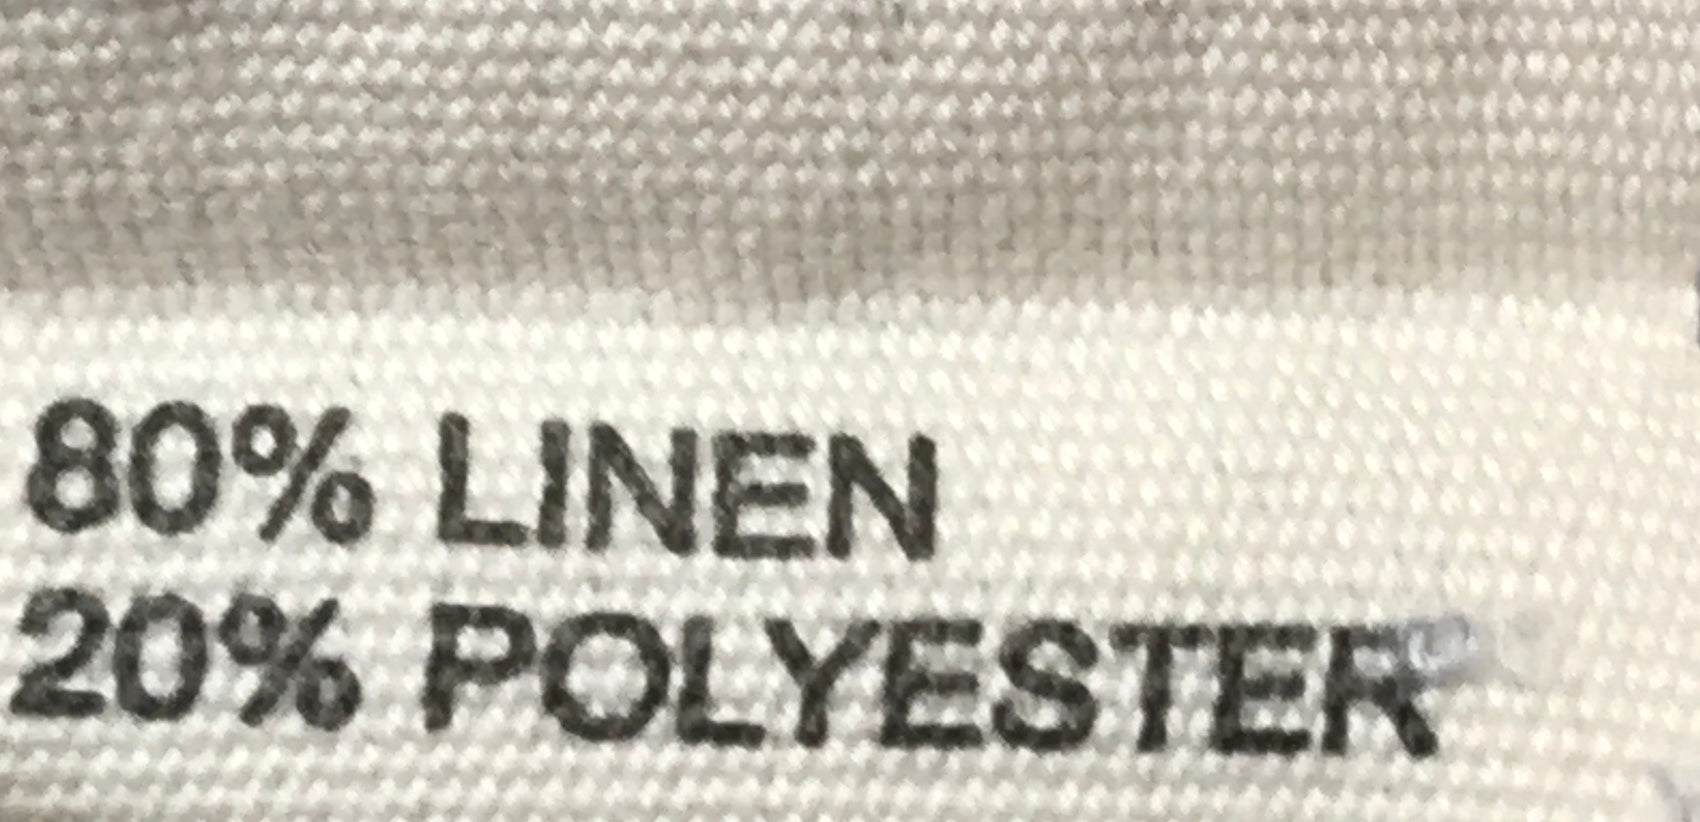 80% LINEN
20% POLYESTER